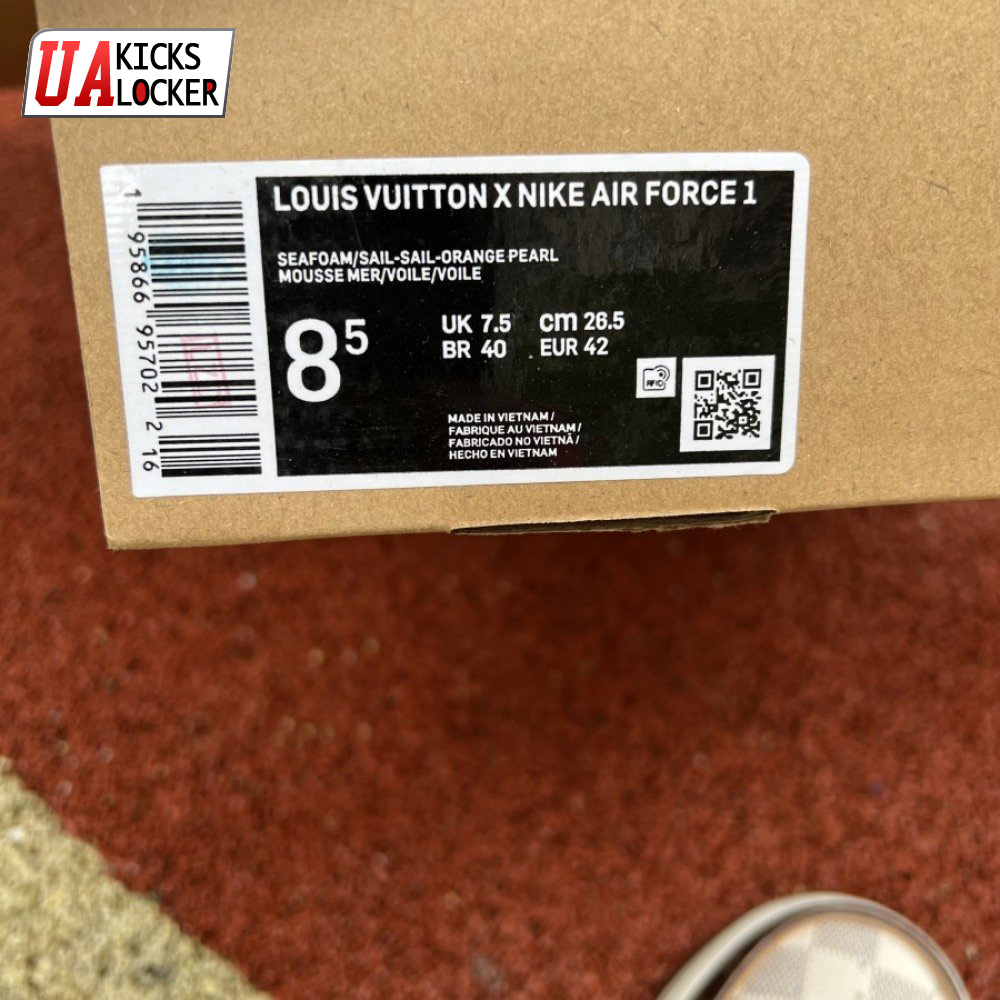 UA KICKS
LOCKER
LOUIS VUITTON X NIKE AIR FORCE 1
SEAFOAM/SAIL-SAIL-ORANGE PEARL
MOUSSE MER/VOILE/VOILE
8 5
UK 7.5 cm 26.5
BR 40 EUR 42
RFID
MADE IN VIETNAM /
FABRIQUE AU VIETNAM /
FABRICADO NO VIETNÃ /
HECHO EN VIETNAM
1 95866 95702 2 16